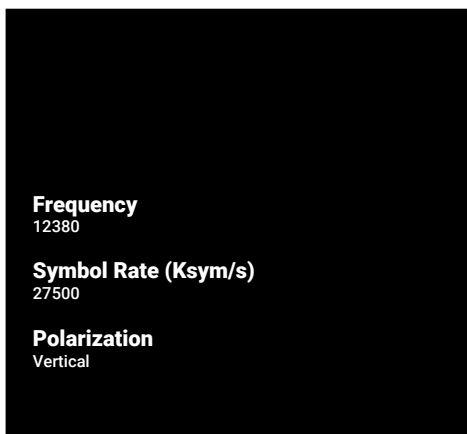 Frequency
12380
Symbol Rate (Ksym/s)
27500
Polarization
Vertical